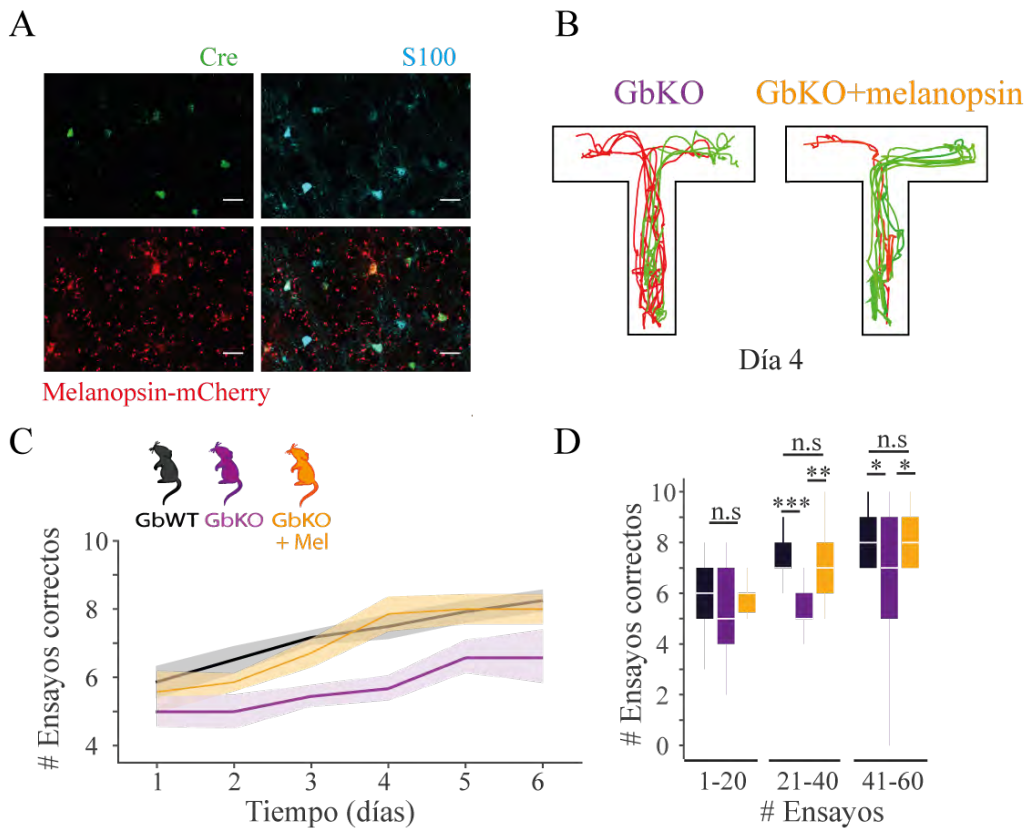 A
Cre
S100
Melanopsin-mCherry
B
GbKO
GbKO+melanopsin
Día 4
C
GbWT
GbKO
GbKO
+ Mel
# Ensayos correctos
10
8
6
4
1 2 3 4 5 6
Tiempo (días)
D
n.s
n.s
* *
**
***
n.s
# Ensayos correctos
10
8
6
4
2
0
1-20 21-40 41-60
# Ensayos